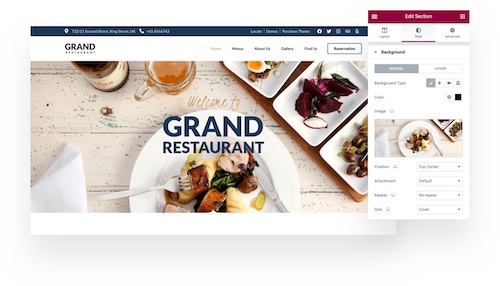 732/21 Second Street, King Street, UK
+65.4566743
Locate
Demos
Purchase Theme
GRAND
RESTAURANT
Home
Menus
About Us
Gallery
Find Us
Reservation
Welcome to
GRAND
RESTAURANT
Edit Section
Layout
Style
Advanced
Background
NORMAL
HOVER
Background Type
Color
Image
Position
Top Center
Attachment
Default
Repeat
No-repeat
Size
Cover